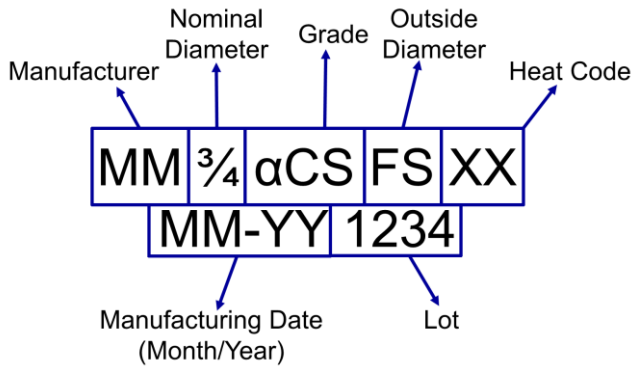 Nominal
Diameter
Grade
Outside
Diameter
Manufacturer
Heat Code
MM ¾ αCS FS XX
MM-YY 1234
Manufacturing Date
(Month/Year)
Lot